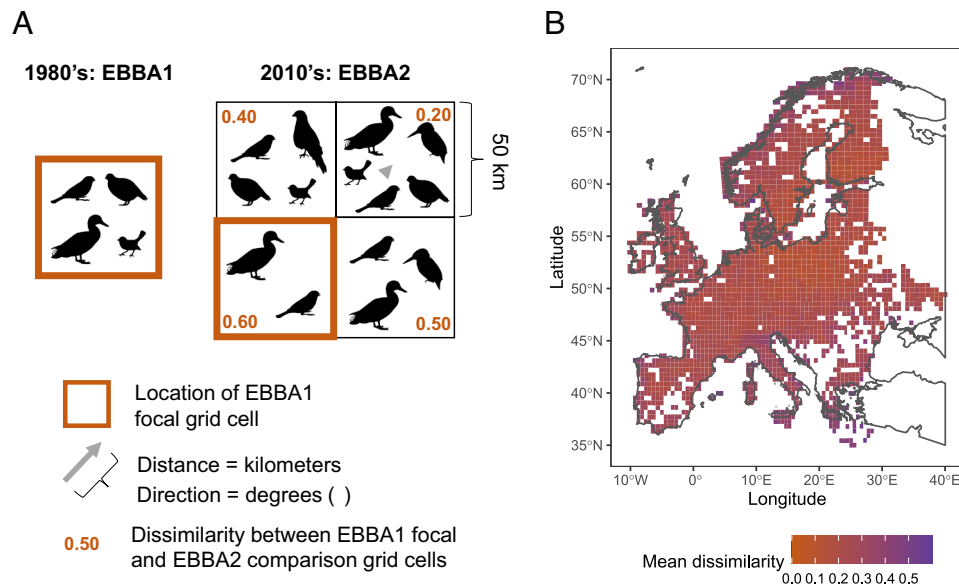 A
1980's: EBBA1
2010's: EBBA2
0.40
0.20
0.60
0.50
50 km
Location of EBBA1
focal grid cell
Distance = kilometers
Direction = degrees ( )
0.50
Dissimilarity between EBBA1 focal
and EBBA2 comparison grid cells
B
Latitude
70°N
65°N
60°N
55°N
50°N
45°N
40°N
35°N
10°W 0° 10°E 20°E 30°E 40°E
Longitude
Mean dissimilarity
0.0 0.1 0.2 0.3 0.4 0.5